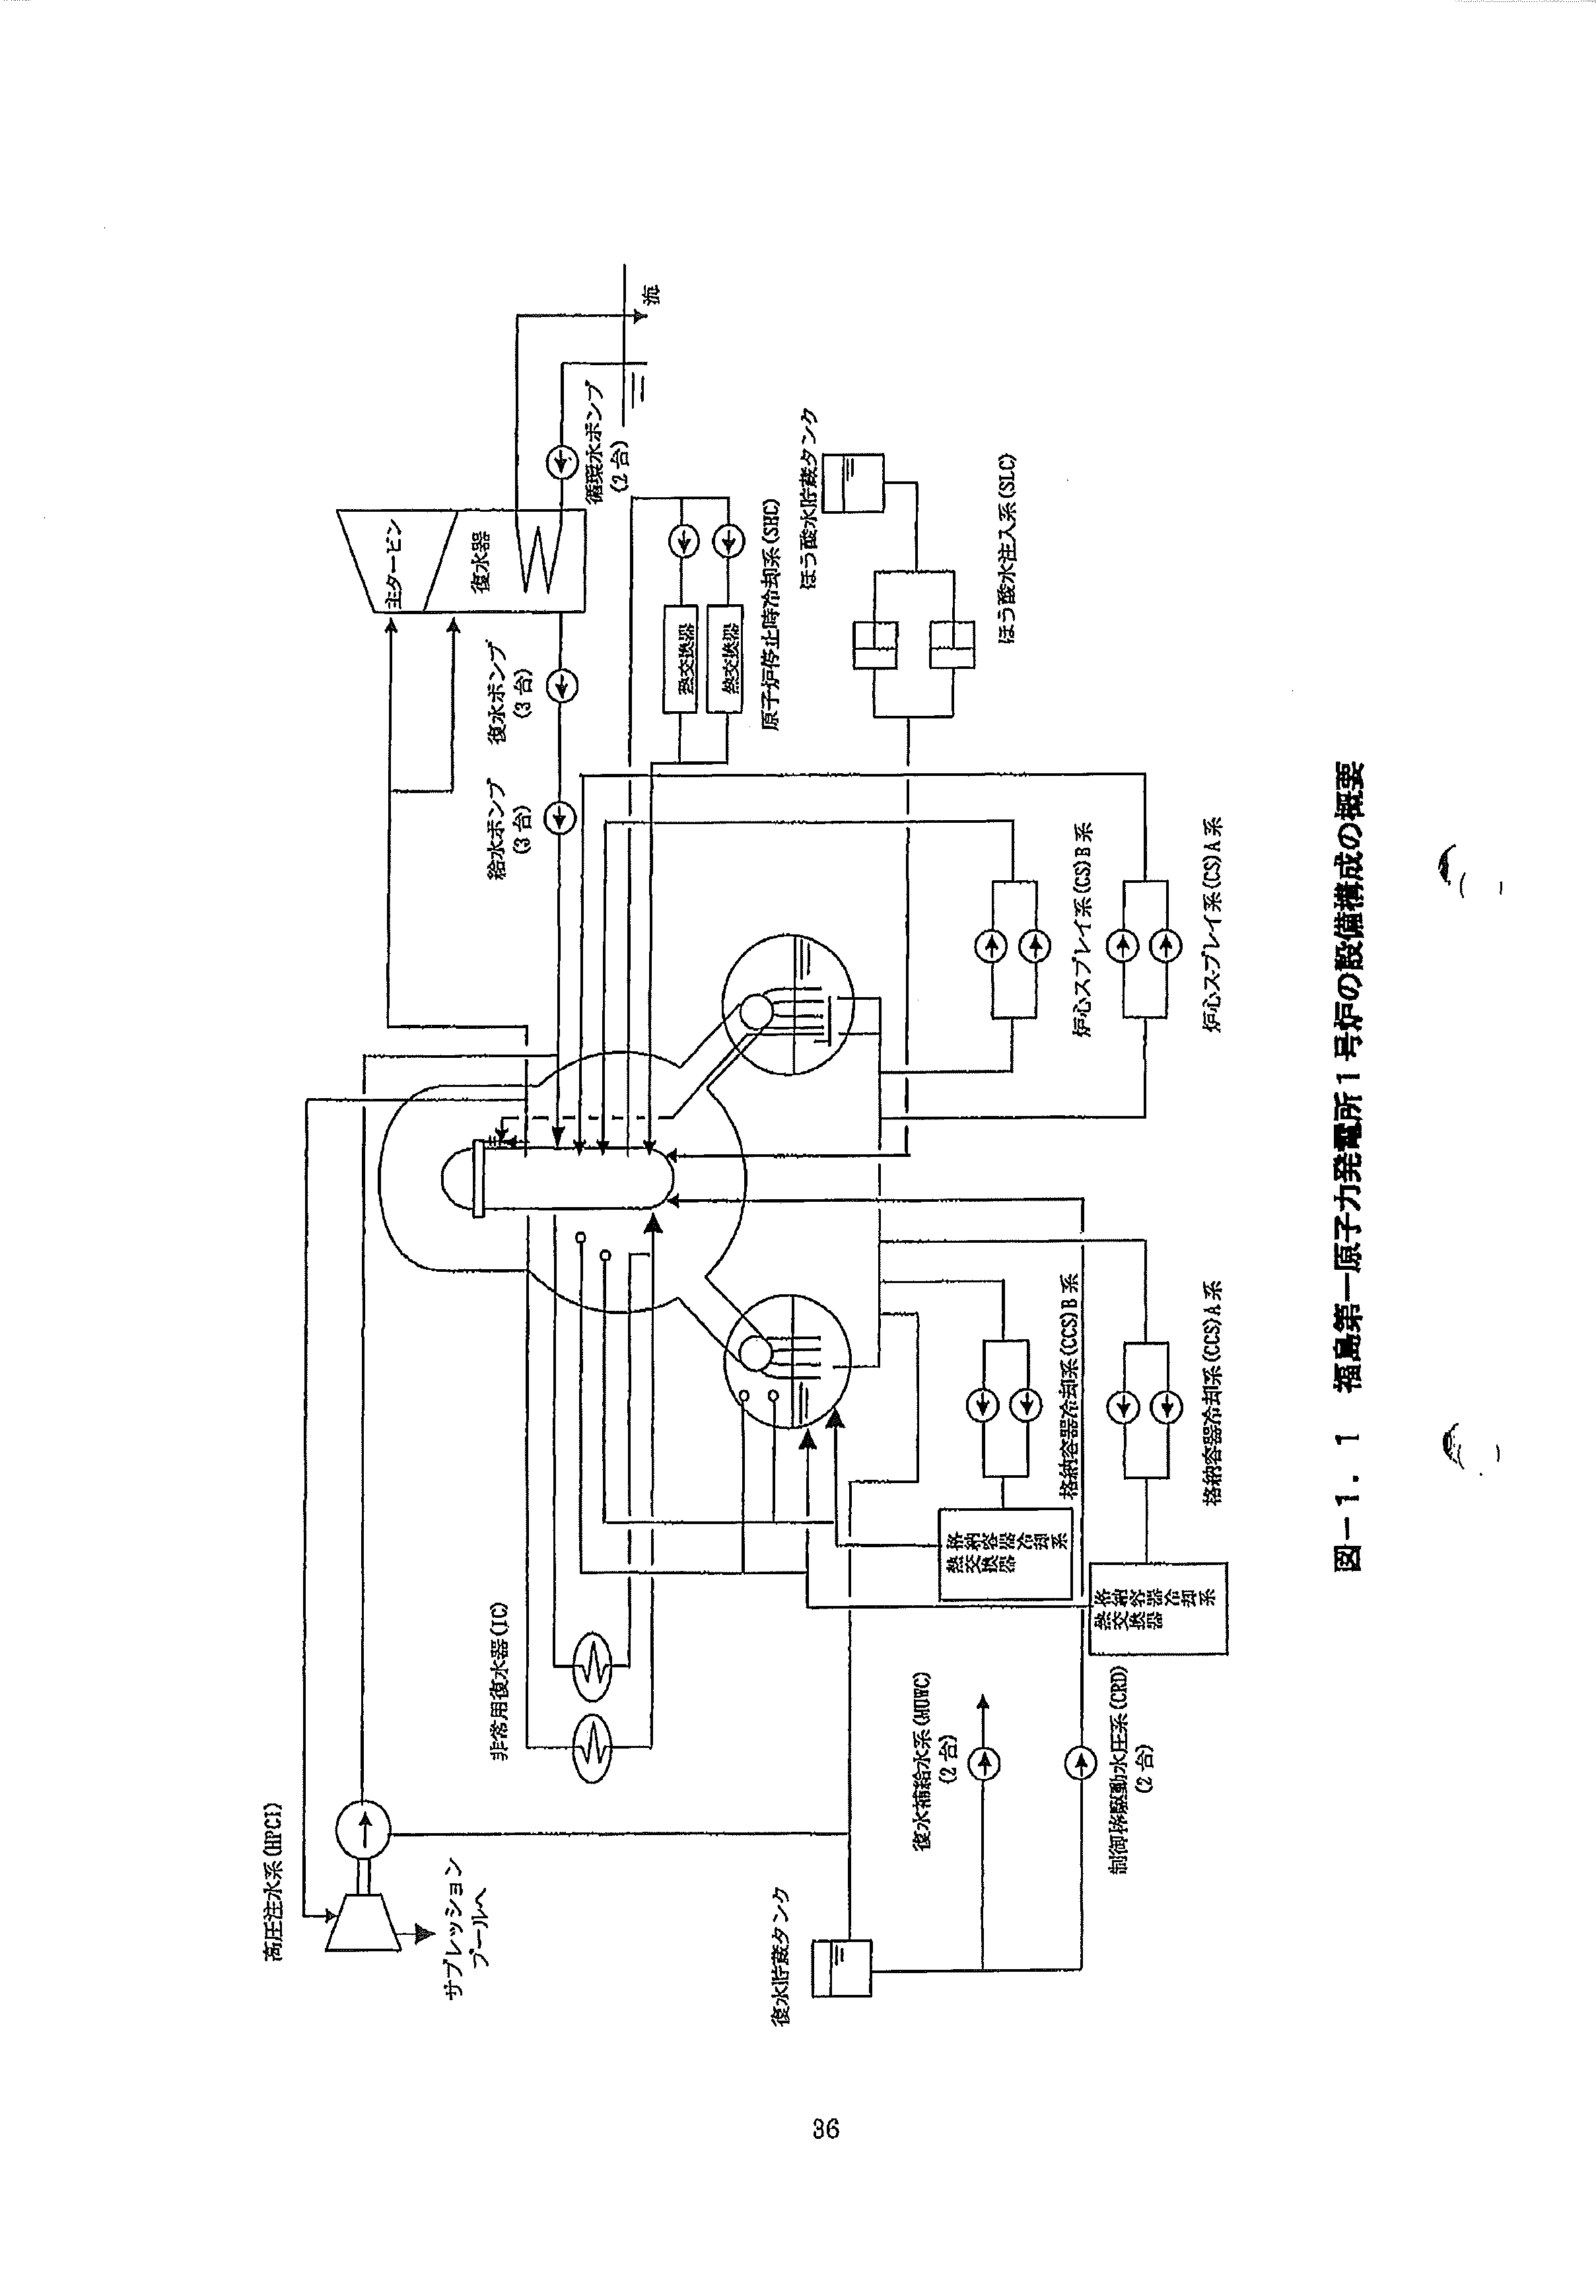 高圧注水系(HPCI)
サプレッション
プールへ
非常用復水器(IC)
主タービン
復水器
復水ポンプ
(3台)
給水ポンプ
(3台)
循環水ポンプ
(2台)
海
熱交換器
熱交換器
原子炉停止時冷却系(SHC)
ほう酸水貯蔵タンク
ほう酸水注入系(SLC)
復水貯蔵タンク
復水補給水系(MUWC)
(2台)
制御棒駆動水圧系(CRD)
(2台)
格納容器冷却系
熱交換器
格納容器冷却系(CCS)B系
格納容器冷却系
熱交換器
格納容器冷却系(CCS)A系
炉心スプレイ系(CS)B系
炉心スプレイ系(CS)A系
図－1．1　福島第一原子力発電所1号炉の設備構成の概要
36